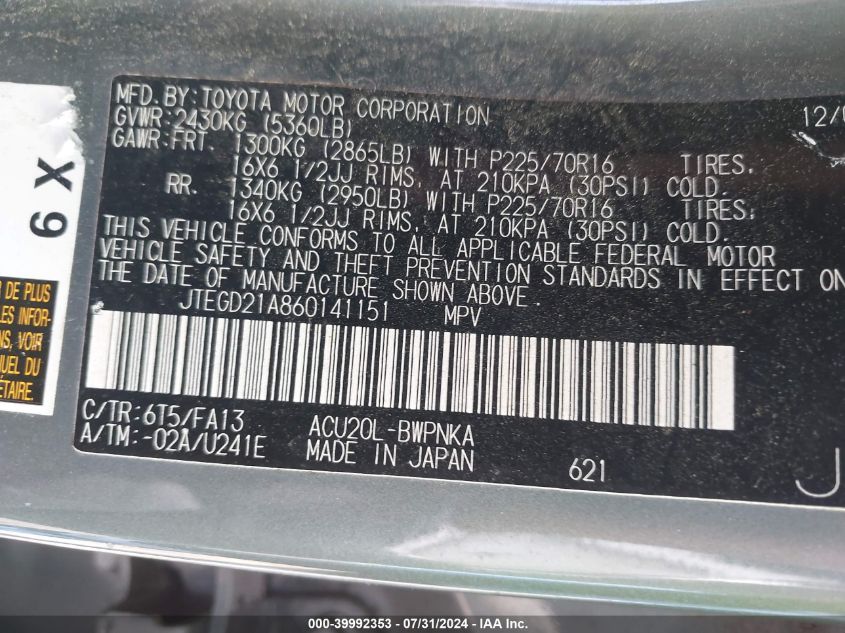 MFD.BY:TOYOTA MOTOR CORPORATION 12/
GVWR:2430KG (5360LB)
GAWR:FRT. 1300KG (2865LB) WITH P225/70R16 TIRES.
16X6 1/2JJ RIMS, AT 210KPA (30PSI) COLD.
RR. 1340KG (2950LB) WITH P225/70R16 TIRES;
16X6 1/2JJ RIMS, AT 210KPA (30PSI) COLD.
THIS VEHICLE CONFORMS TO ALL APPLICABLE FEDERAL MOTOR
VEHICLE SAFETY AND THEFT PREVENTION STANDARDS IN EFFECT ON
THE DATE OF MANUFACTURE SHOWN ABOVE.
JTEGD21A860141151 MPV
C/TR:6T5/FA13 ACU20L-BWPNKA
A/TM:-02A/U241E MADE IN JAPAN 621
J
6 X
DE PLUS
LES INFOR-
NS, VOIR
UEL DU
ÉTAIRE.
000-39992353 / 07/31/2024 - IAA Inc.